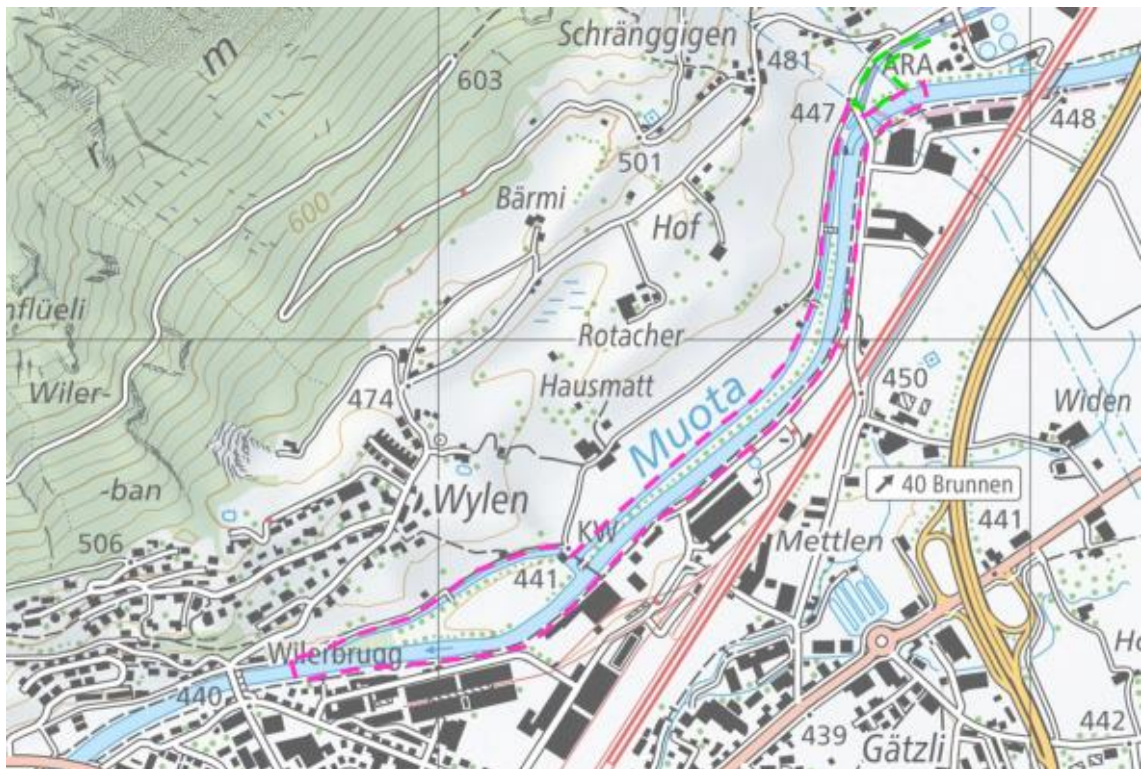 Schränggigen
m
603
481
ARA
447
448
501
r
Bärmi
600
Hof
nflüeli
Rotacher
Wiler-
474
Hausmatt
450
Widen
Muota
40 Brunnen
-ban
Wylen
441
506
KW
Mettlen
441
Wilerbrugg
Ho
440
439
Gätzli
442